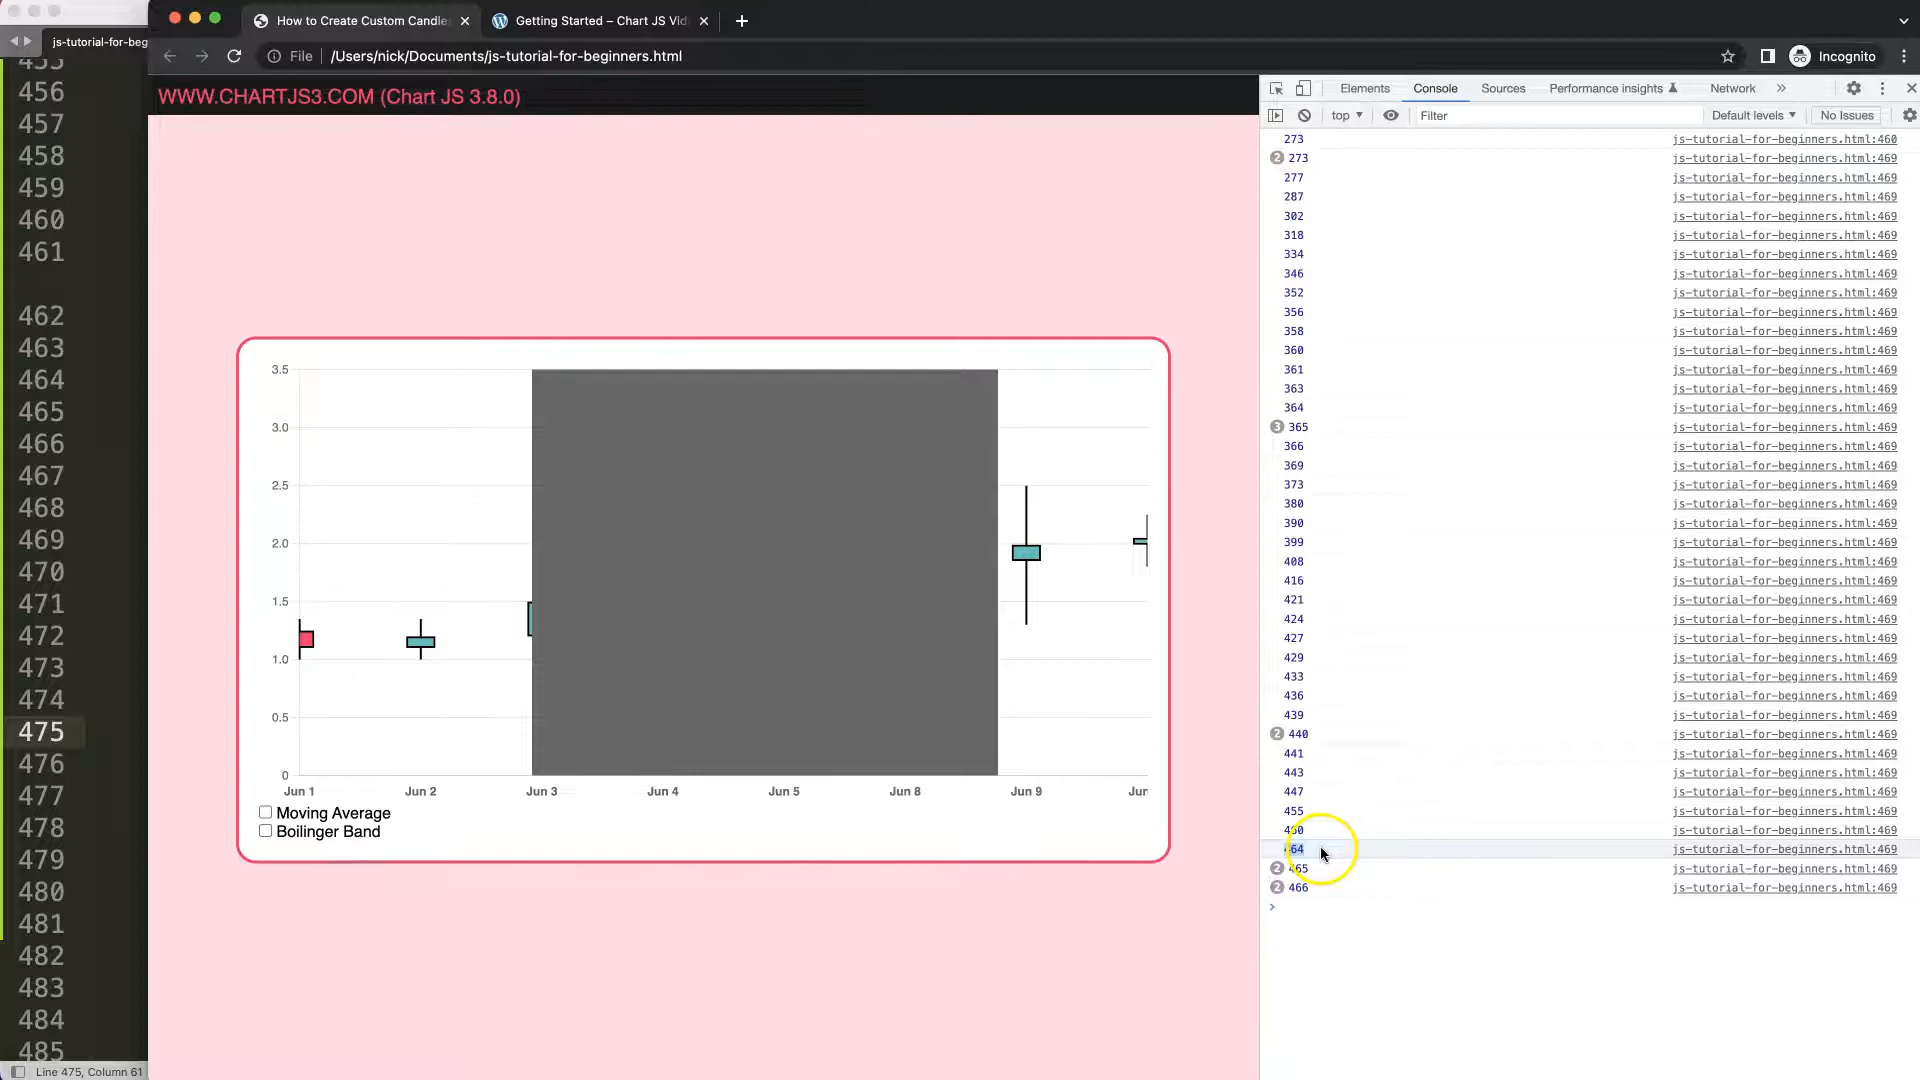 How to Create Custom Candles
Getting Started – Chart JS Vid
js-tutorial-for-beg
File
/Users/nick/Documents/js-tutorial-for-beginners.html
Incognito
WWW.CHARTJS3.COM (Chart JS 3.8.0)
Elements Console Sources Performance insights Network
top Filter Default levels No Issues
455
456
457
458
459
460
461
462
463
464
465
466
467
468
469
470
471
472
473
474
475
476
477
478
479
480
481
482
483
484
485
Line 475, Column 61
3.5
3.0
2.5
2.0
1.5
1.0
0.5
0
Jun 1 Jun 2 Jun 3 Jun 4 Jun 5 Jun 8 Jun 9 Jun
Moving Average
Boilinger Band
273 js-tutorial-for-beginners.html:460
2 273 js-tutorial-for-beginners.html:469
277 js-tutorial-for-beginners.html:469
287 js-tutorial-for-beginners.html:469
302 js-tutorial-for-beginners.html:469
318 js-tutorial-for-beginners.html:469
334 js-tutorial-for-beginners.html:469
346 js-tutorial-for-beginners.html:469
352 js-tutorial-for-beginners.html:469
356 js-tutorial-for-beginners.html:469
358 js-tutorial-for-beginners.html:469
360 js-tutorial-for-beginners.html:469
361 js-tutorial-for-beginners.html:469
363 js-tutorial-for-beginners.html:469
364 js-tutorial-for-beginners.html:469
3 365 js-tutorial-for-beginners.html:469
366 js-tutorial-for-beginners.html:469
369 js-tutorial-for-beginners.html:469
373 js-tutorial-for-beginners.html:469
380 js-tutorial-for-beginners.html:469
390 js-tutorial-for-beginners.html:469
399 js-tutorial-for-beginners.html:469
408 js-tutorial-for-beginners.html:469
416 js-tutorial-for-beginners.html:469
421 js-tutorial-for-beginners.html:469
424 js-tutorial-for-beginners.html:469
427 js-tutorial-for-beginners.html:469
429 js-tutorial-for-beginners.html:469
433 js-tutorial-for-beginners.html:469
436 js-tutorial-for-beginners.html:469
439 js-tutorial-for-beginners.html:469
2 440 js-tutorial-for-beginners.html:469
441 js-tutorial-for-beginners.html:469
443 js-tutorial-for-beginners.html:469
447 js-tutorial-for-beginners.html:469
455 js-tutorial-for-beginners.html:469
460 js-tutorial-for-beginners.html:469
464 js-tutorial-for-beginners.html:469
2 465 js-tutorial-for-beginners.html:469
2 466 js-tutorial-for-beginners.html:469